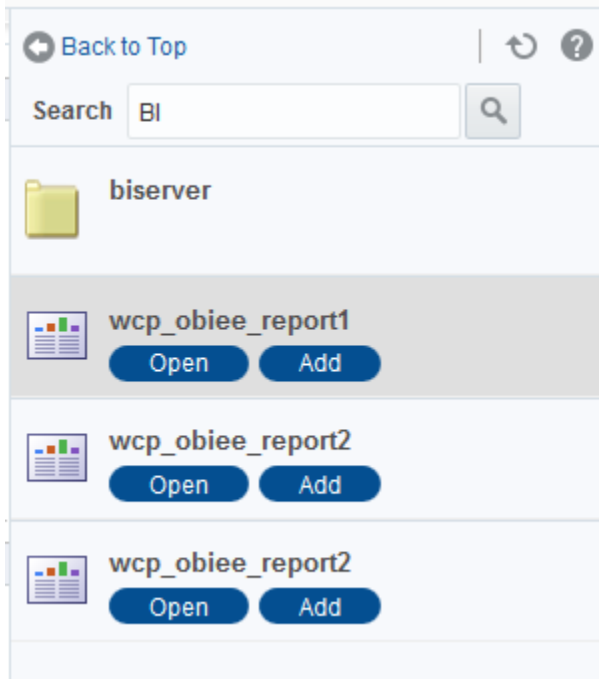 Back to Top
Search BI
biserver
wcp_obiee_report1
Open Add
wcp_obiee_report2
Open Add
wcp_obiee_report2
Open Add